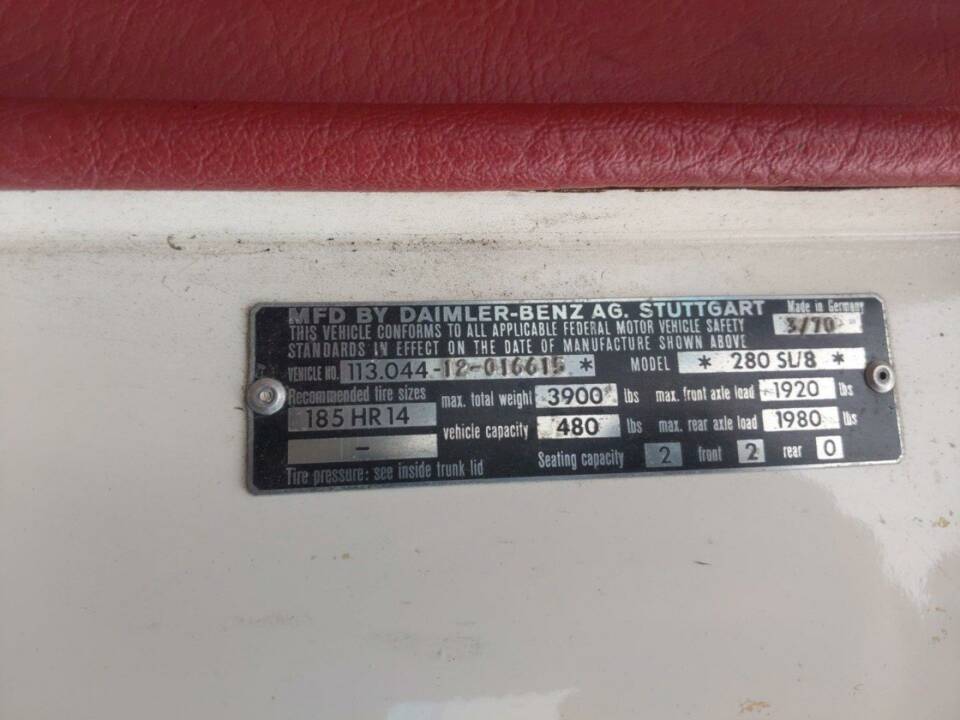 MFD BY DAIMLER-BENZ AG. STUTTGART Made in Germany
THIS VEHICLE CONFORMS TO ALL APPLICABLE FEDERAL MOTOR VEHICLE SAFETY 3/70
STANDARDS IN EFFECT ON THE DATE OF MANUFACTURE SHOWN ABOVE
VEHICLE NO. 113.044-12-016615 * MODEL * 280 SL/8 *
Recommended tire sizes max. total weight 3900 lbs max. front axle load 1920 lbs
185 HR 14 vehicle capacity 480 lbs max. rear axle load 1980 lbs
-
Tire pressure: see inside trunk lid Seating capacity 2 front 2 rear 0